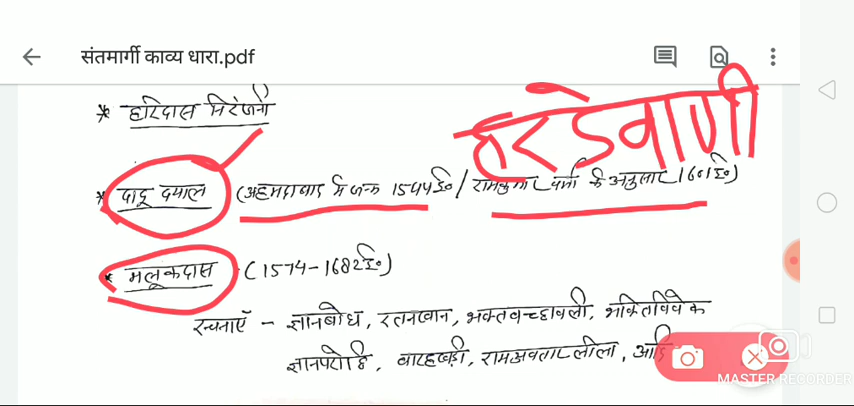 संतमार्गी काव्य धारा.pdf
* हरिदास निरंजनी
हरडेवाणी
* दादू दयाल (अहमदाबाद में जन्म 1544ई० / रामकुमार वर्मा के अनुसार 1601ई०)
* मलूकदास (1574-1682ई०)
रचनाएँ - ज्ञानबोध, रतनखान, भक्तवच्छावली, भक्तिविवेक
ज्ञानपरोछि, बारहखड़ी, रामअवतारलीला, आदि
MASTER RECORDER